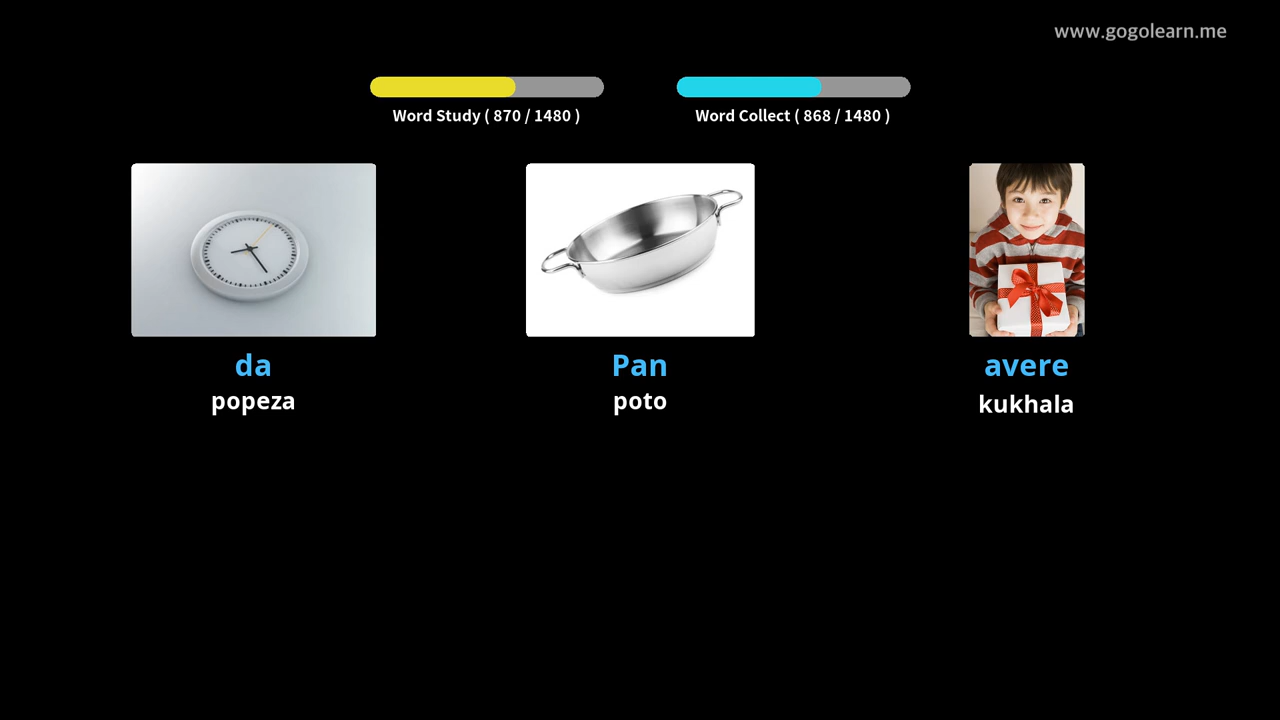 www.gogolearn.me
Word Study ( 870 / 1480 )
Word Collect ( 868 / 1480 )
da
popeza
Pan
poto
avere
kukhala